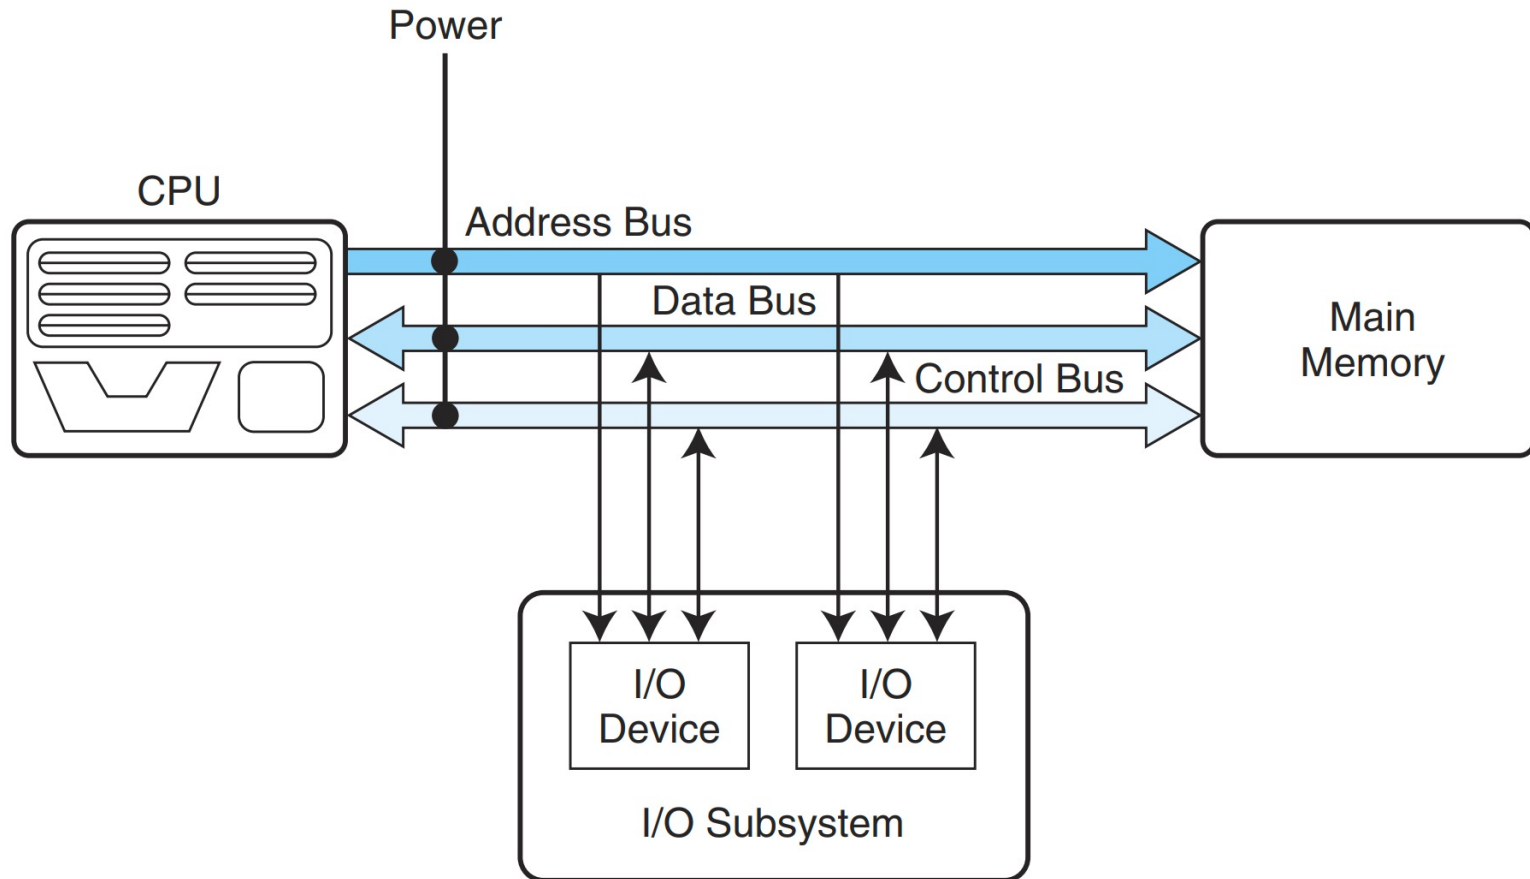 Power
CPU
Address Bus
Data Bus
Control Bus
Main
Memory
I/O
Device
I/O
Device
I/O Subsystem